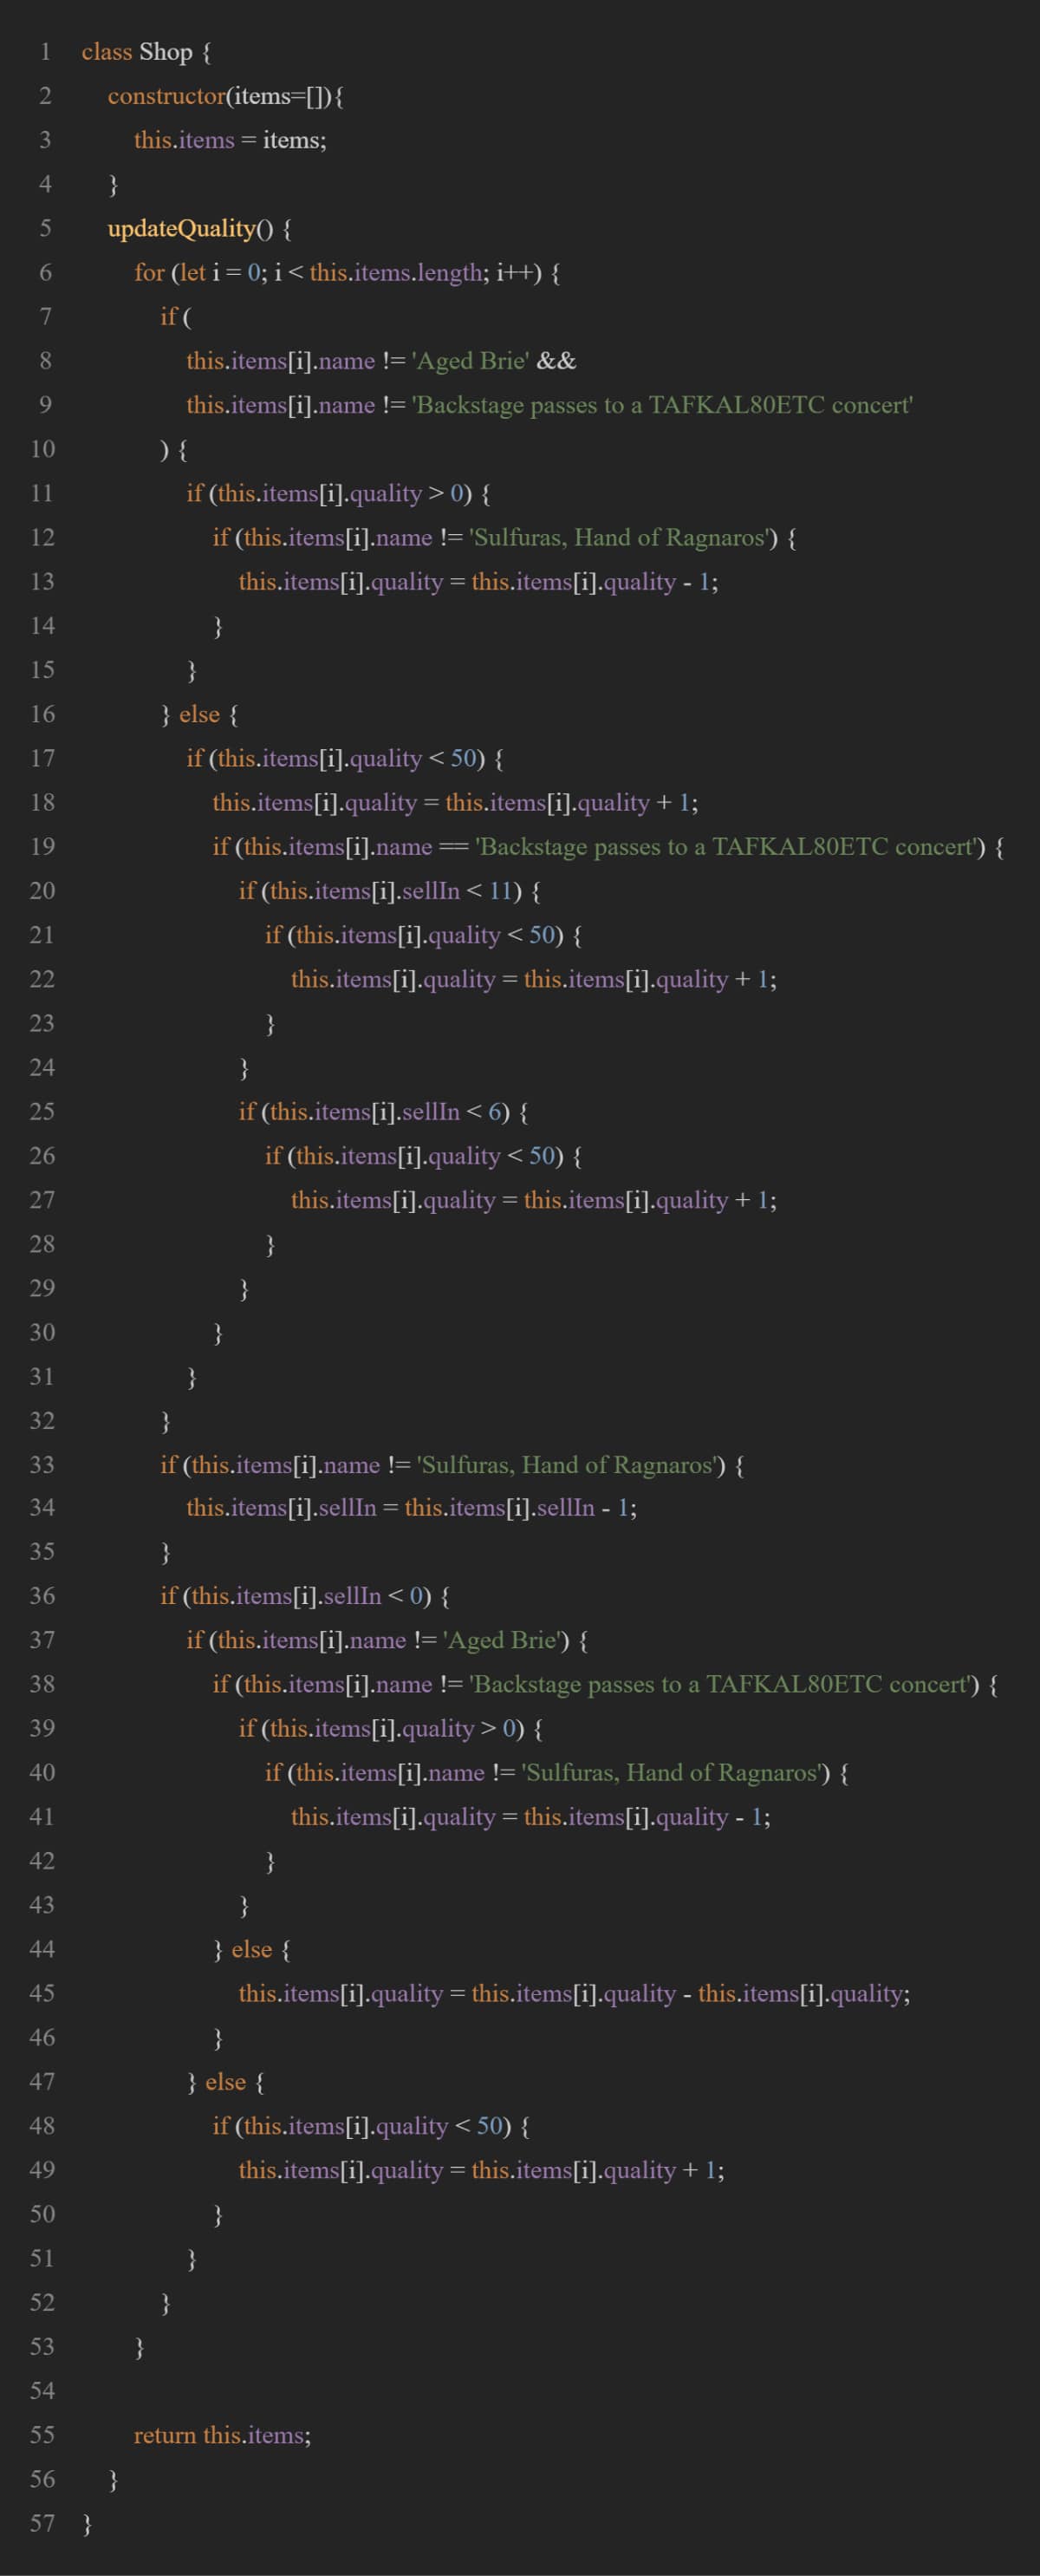 1 class Shop {
2 constructor(items=[]){
3 this.items = items;
4 }
5 updateQuality() {
6 for (let i = 0; i < this.items.length; i++) {
7 if (
8 this.items[i].name != 'Aged Brie' &&
9 this.items[i].name != 'Backstage passes to a TAFKAL80ETC concert'
10 ) {
11 if (this.items[i].quality > 0) {
12 if (this.items[i].name != 'Sulfuras, Hand of Ragnaros') {
13 this.items[i].quality = this.items[i].quality - 1;
14 }
15 }
16 } else {
17 if (this.items[i].quality < 50) {
18 this.items[i].quality = this.items[i].quality + 1;
19 if (this.items[i].name == 'Backstage passes to a TAFKAL80ETC concert') {
20 if (this.items[i].sellIn < 11) {
21 if (this.items[i].quality < 50) {
22 this.items[i].quality = this.items[i].quality + 1;
23 }
24 }
25 if (this.items[i].sellIn < 6) {
26 if (this.items[i].quality < 50) {
27 this.items[i].quality = this.items[i].quality + 1;
28 }
29 }
30 }
31 }
32 }
33 if (this.items[i].name != 'Sulfuras, Hand of Ragnaros') {
34 this.items[i].sellIn = this.items[i].sellIn - 1;
35 }
36 if (this.items[i].sellIn < 0) {
37 if (this.items[i].name != 'Aged Brie') {
38 if (this.items[i].name != 'Backstage passes to a TAFKAL80ETC concert') {
39 if (this.items[i].quality > 0) {
40 if (this.items[i].name != 'Sulfuras, Hand of Ragnaros') {
41 this.items[i].quality = this.items[i].quality - 1;
42 }
43 }
44 } else {
45 this.items[i].quality = this.items[i].quality - this.items[i].quality;
46 }
47 } else {
48 if (this.items[i].quality < 50) {
49 this.items[i].quality = this.items[i].quality + 1;
50 }
51 }
52 }
53 }
54
55 return this.items;
56 }
57 }